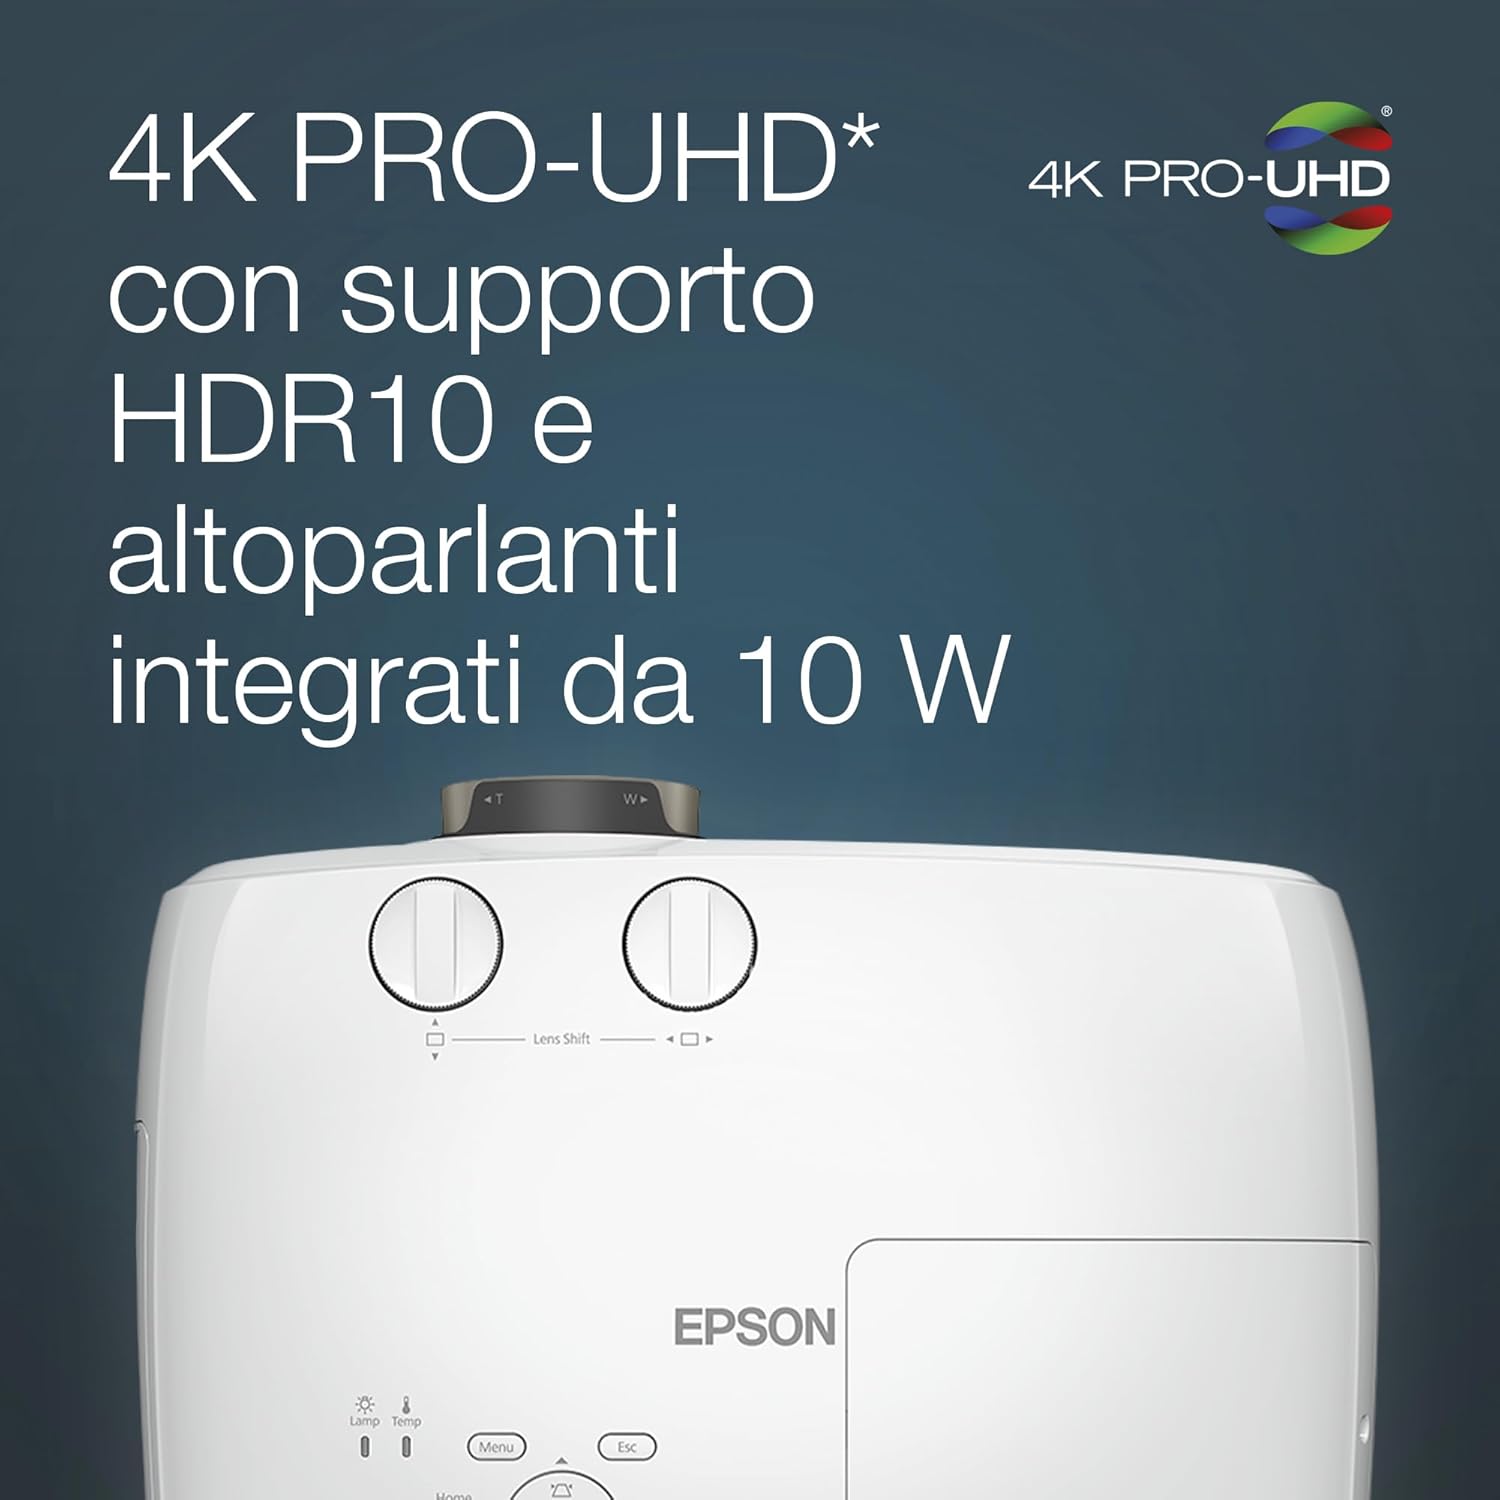 4K PRO-UHD*
con supporto
HDR10 e
altoparlanti
integrati da 10 W
4K PRO-UHD®
T W
Lens Shift
EPSON
Lamp Temp
Menu Esc
Home